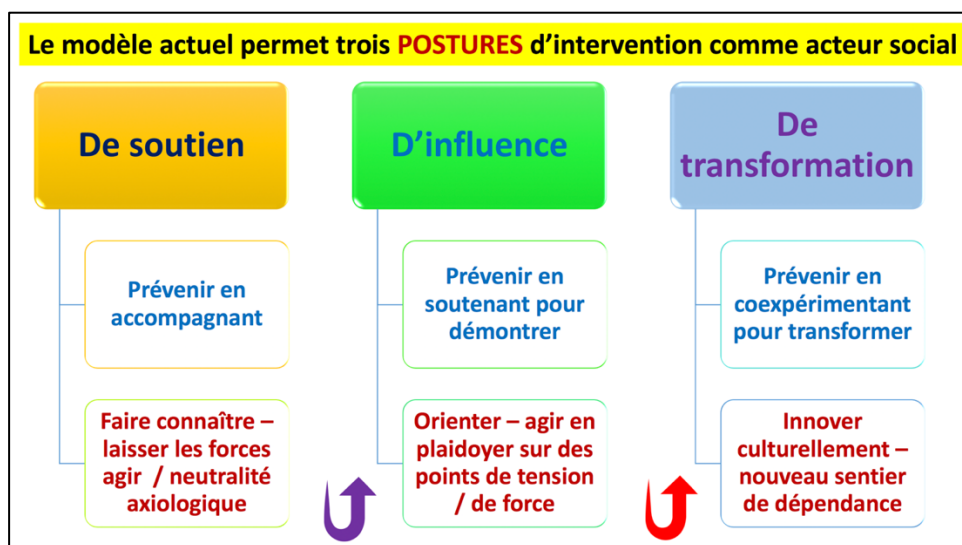 Le modèle actuel permet trois POSTURES d’intervention comme acteur social
De soutien
Prévenir en
accompagnant
Faire connaître –
laisser les forces
agir / neutralité
axiologique
D’influence
Prévenir en
soutenant pour
démontrer
Orienter – agir en
plaidoyer sur des
points de tension
/ de force
De
transformation
Prévenir en
coexpérimentant
pour transformer
Innover
culturellement –
nouveau sentier
de dépendance